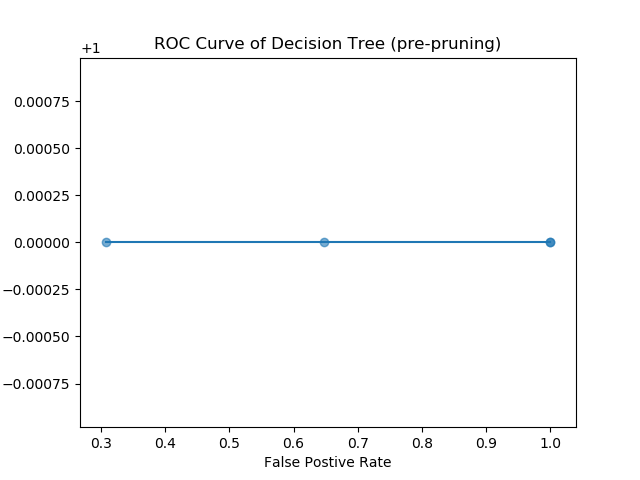 +1
ROC Curve of Decision Tree (pre-pruning)
0.00075
0.00050
0.00025
0.00000
−0.00025
−0.00050
−0.00075
0.3 0.4 0.5 0.6 0.7 0.8 0.9 1.0
False Postive Rate